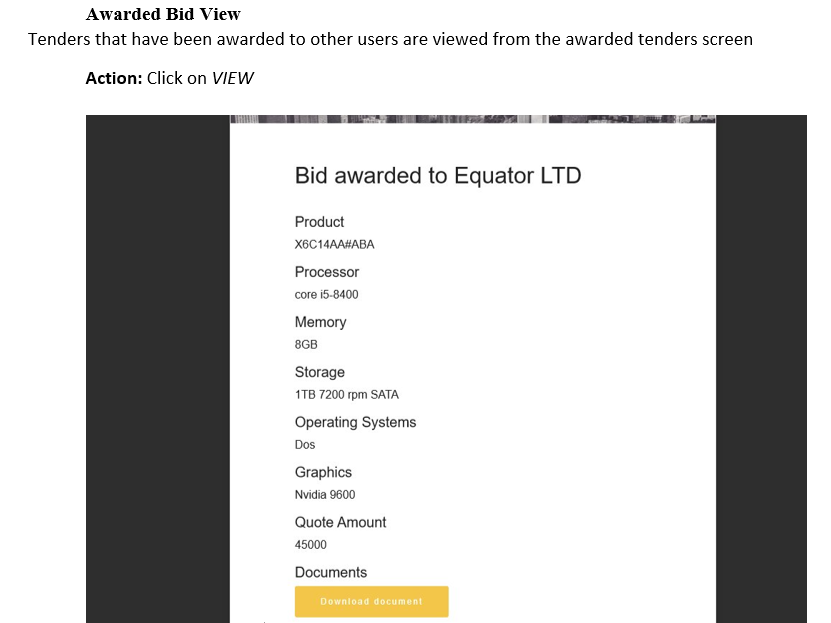 Awarded Bid View
Tenders that have been awarded to other users are viewed from the awarded tenders screen
Action: Click on VIEW
Bid awarded to Equator LTD
Product
X6C14AA#ABA
Processor
core i5-8400
Memory
8GB
Storage
1TB 7200 rpm SATA
Operating Systems
Dos
Graphics
Nvidia 9600
Quote Amount
45000
Documents
Download document